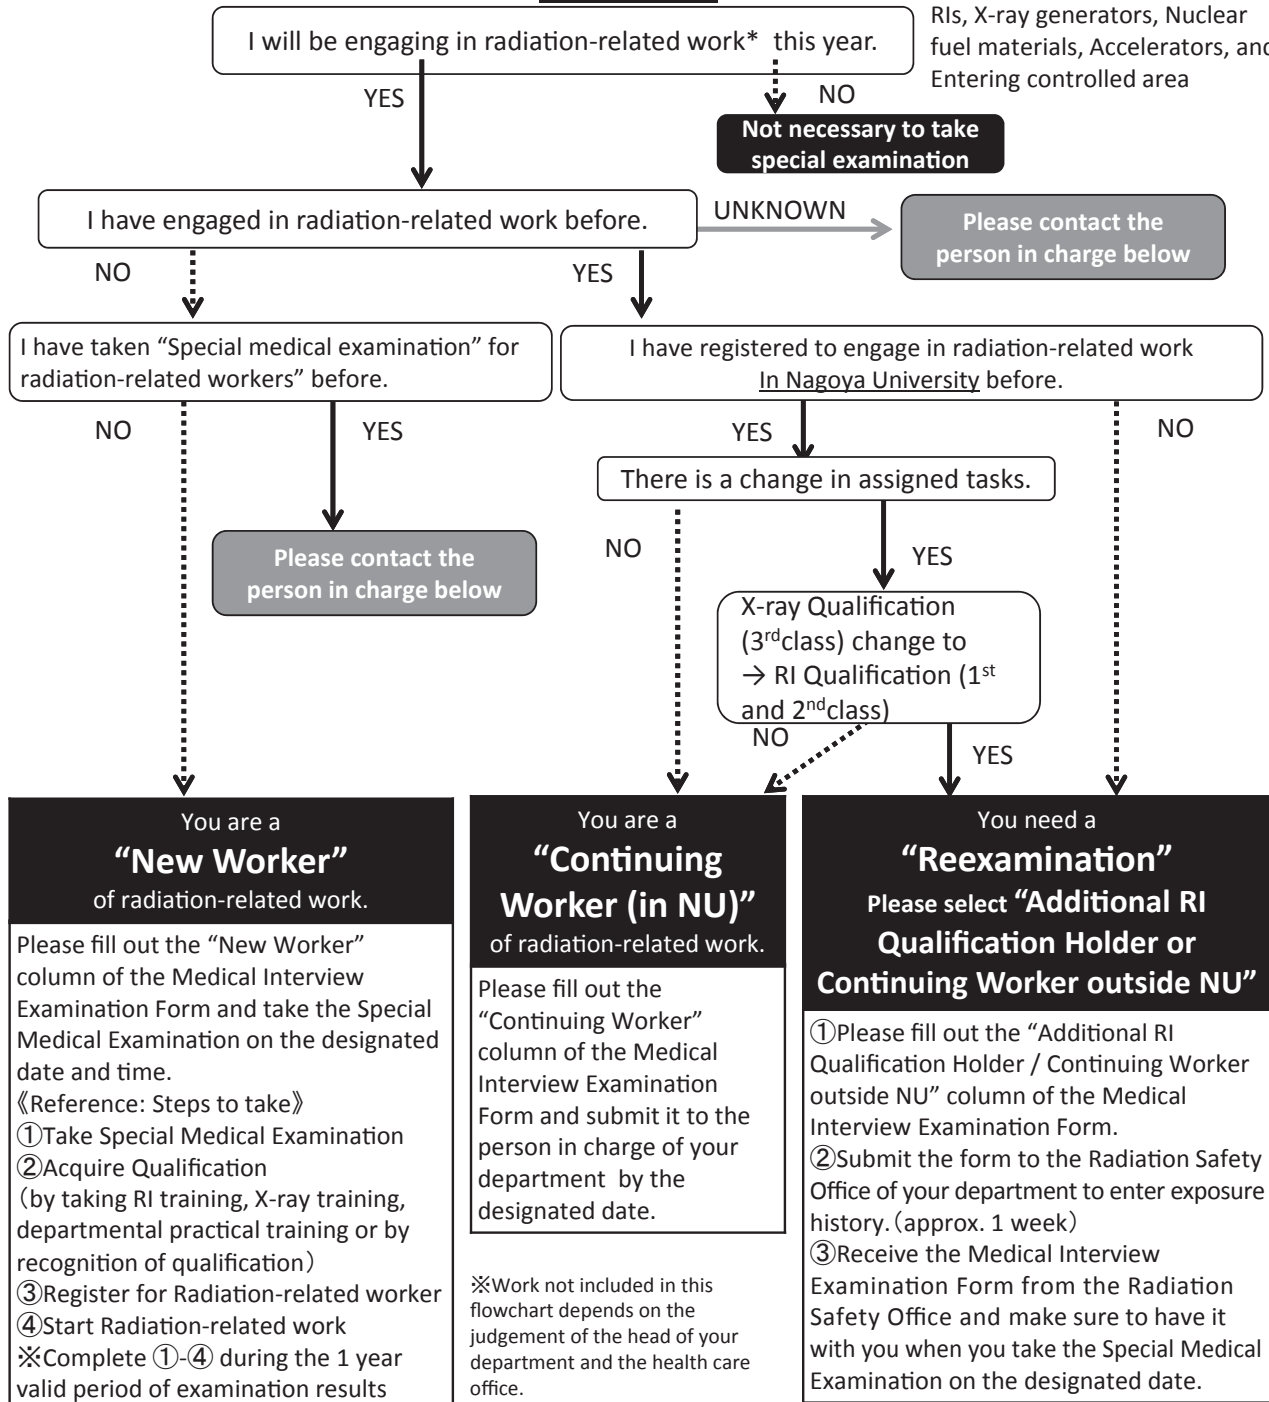 I will be engaging in radiation-related work* this year.
RIs, X-ray generators, Nuclear
fuel materials, Accelerators, and
Entering controlled area
YES
NO
Not necessary to take
special examination
I have engaged in radiation-related work before.
UNKNOWN
Please contact the
person in charge below
NO
YES
I have taken “Special medical examination” for
radiation-related workers” before.
I have registered to engage in radiation-related work
In Nagoya University before.
NO
YES
YES
NO
There is a change in assigned tasks.
Please contact the
person in charge below
NO
YES
X-ray Qualification
(3rdclass) change to
→ RI Qualification (1st
and 2ndclass)
NO
YES
You are a
“New Worker”
of radiation-related work.
Please fill out the “New Worker”
column of the Medical Interview
Examination Form and take the Special
Medical Examination on the designated
date and time.
《Reference: Steps to take》
①Take Special Medical Examination
②Acquire Qualification
（by taking RI training, X-ray training,
departmental practical training or by
recognition of qualification）
③Register for Radiation-related worker
④Start Radiation-related work
※Complete ①-④ during the 1 year
valid period of examination results
You are a
“Continuing
Worker (in NU)”
of radiation-related work.
Please fill out the
“Continuing Worker”
column of the Medical
Interview Examination
Form and submit it to the
person in charge of your
department by the
designated date.
※Work not included in this
flowchart depends on the
judgement of the head of your
department and the health care
office.
You need a
“Reexamination”
Please select “Additional RI
Qualification Holder or
Continuing Worker outside NU”
①Please fill out the “Additional RI
Qualification Holder / Continuing Worker
outside NU” column of the Medical
Interview Examination Form.
②Submit the form to the Radiation Safety
Office of your department to enter exposure
history.（approx. 1 week）
③Receive the Medical Interview
Examination Form from the Radiation
Safety Office and make sure to have it
with you when you take the Special Medical
Examination on the designated date.